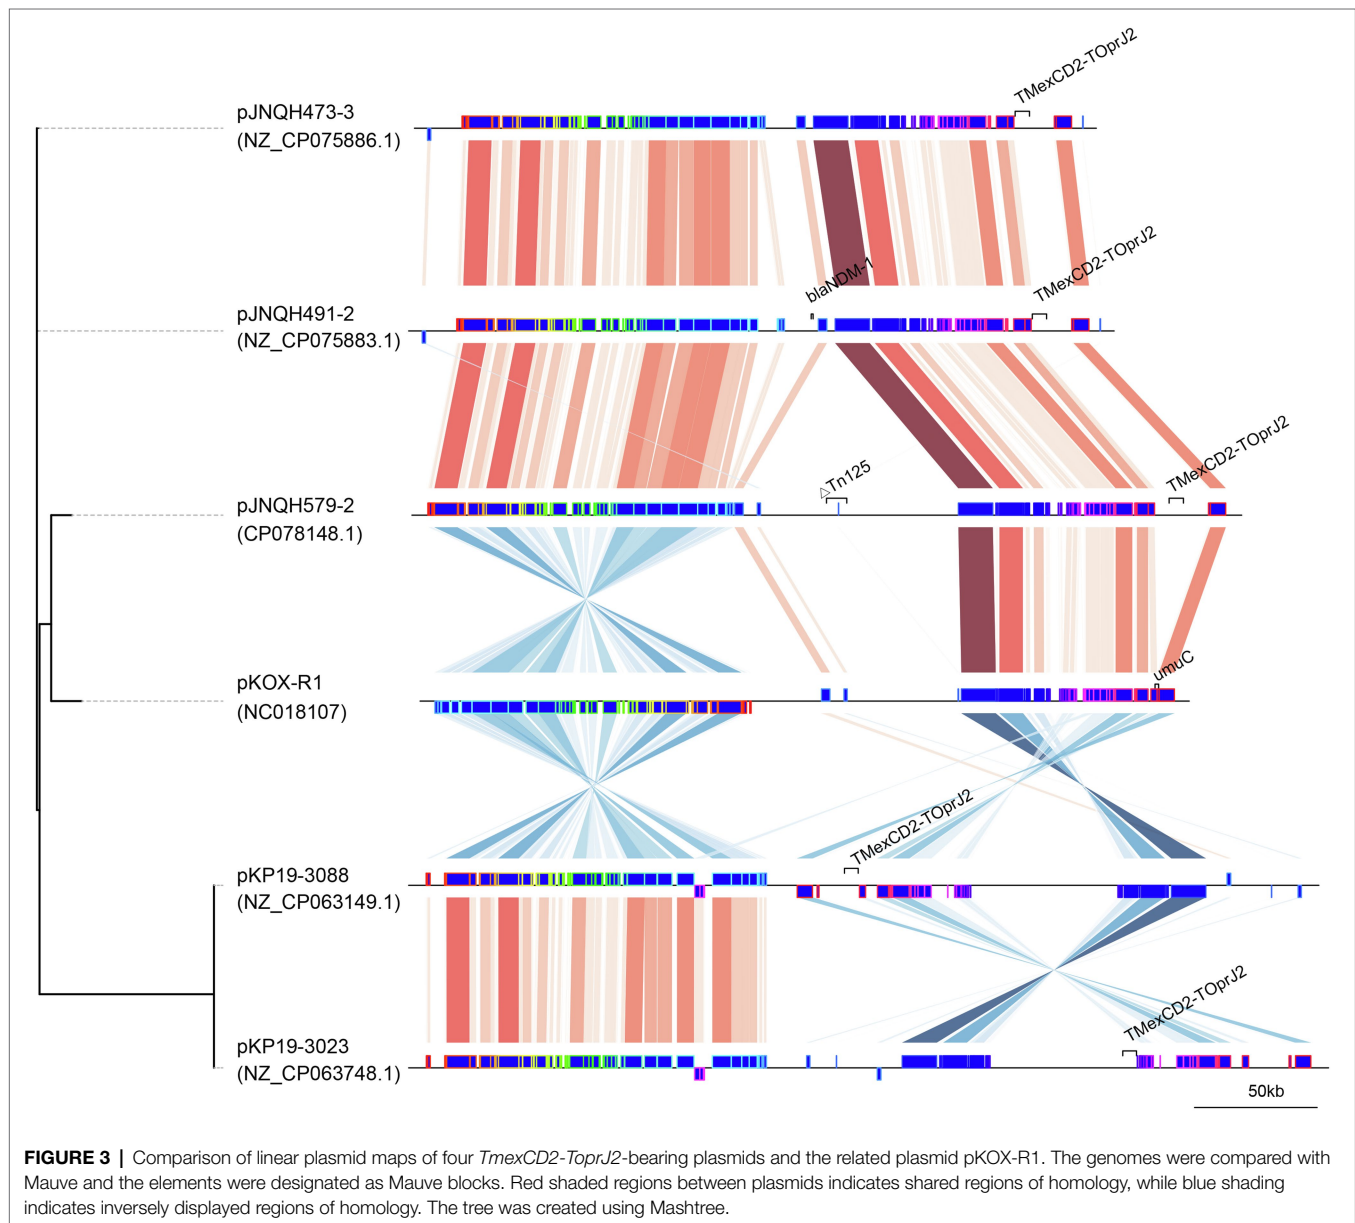 TMexCD2-TOprJ2
pJNQH473-3
(NZ_CP075886.1)
TMexCD2-TOprJ2
blaNDM-1
pJNQH491-2
(NZ_CP075883.1)
TMexCD2-TOprJ2
△Tn125
pJNQH579-2
(CP078148.1)
umuC
pKOX-R1
(NC018107)
TMexCD2-TOprJ2
pKP19-3088
(NZ_CP063149.1)
TMexCD2-TOprJ2
pKP19-3023
(NZ_CP063748.1)
50kb
FIGURE 3 | Comparison of linear plasmid maps of four TmexCD2-ToprJ2-bearing plasmids and the related plasmid pKOX-R1. The genomes were compared with
Mauve and the elements were designated as Mauve blocks. Red shaded regions between plasmids indicates shared regions of homology, while blue shading
indicates inversely displayed regions of homology. The tree was created using Mashtree.